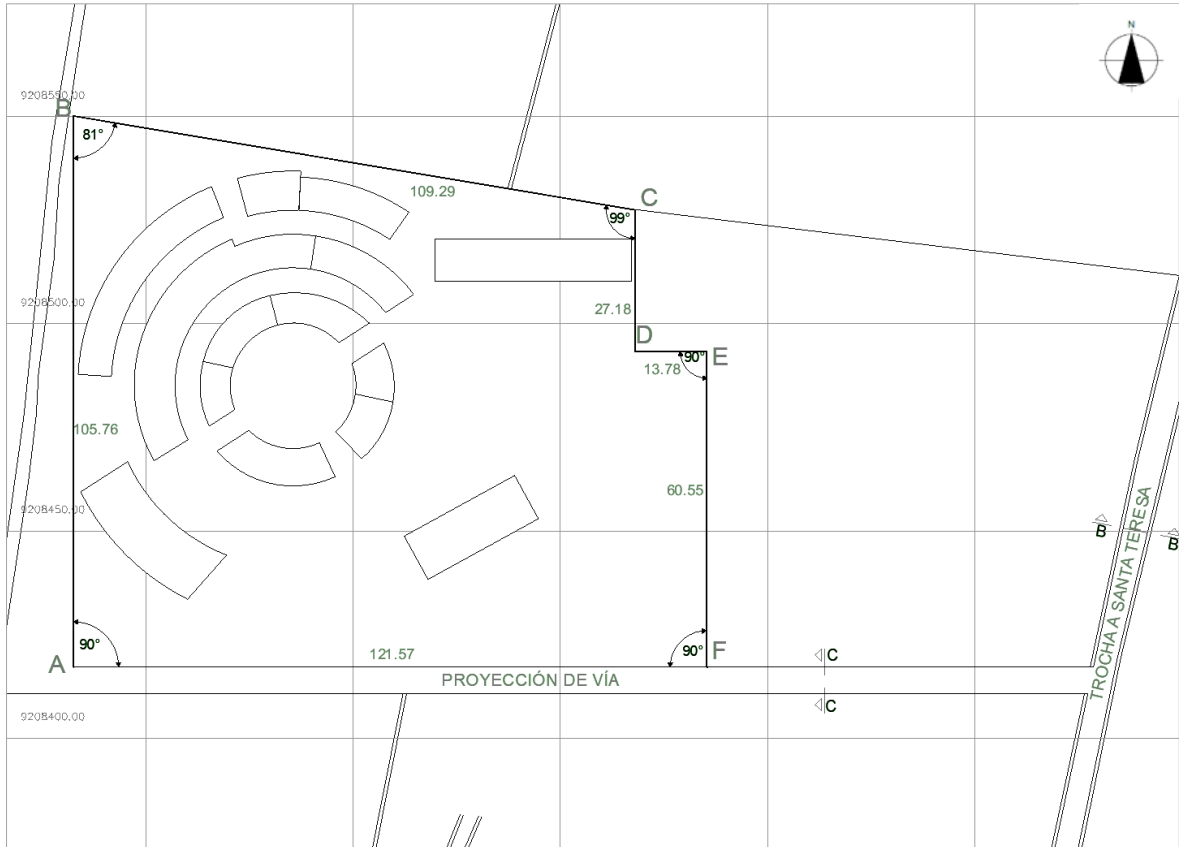 N
9208550.00
B
81°
109.29
C
99°
9208500.00
27.18
D
90°
E
13.78
105.76
60.55
9208450.00
B
B
TROCHA A SANTA TERESA
90°
90°
F
A
121.57
C
PROYECCIÓN DE VÍA
C
9208400.00